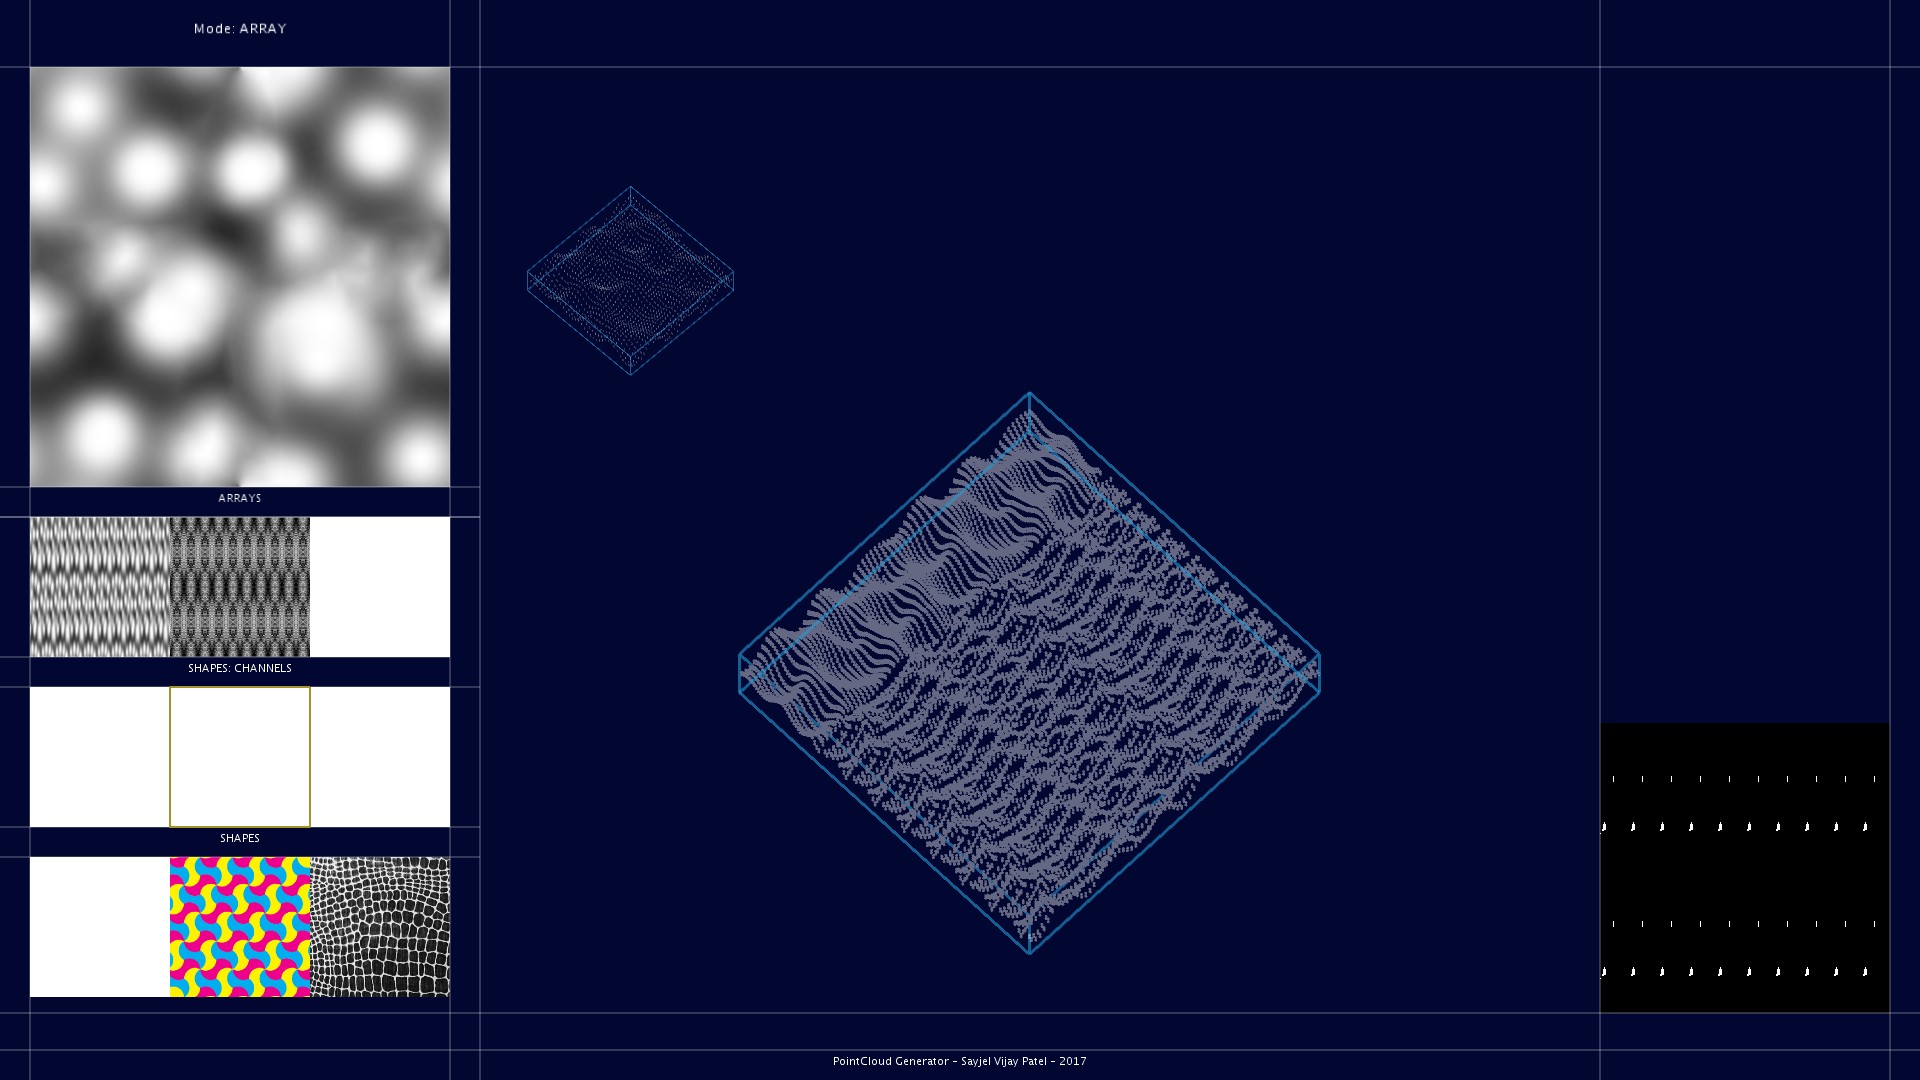 Mode: ARRAY
ARRAYS
SHAPES: CHANNELS
SHAPES
PointCloud Generator - Sayjel Vijay Patel - 2017